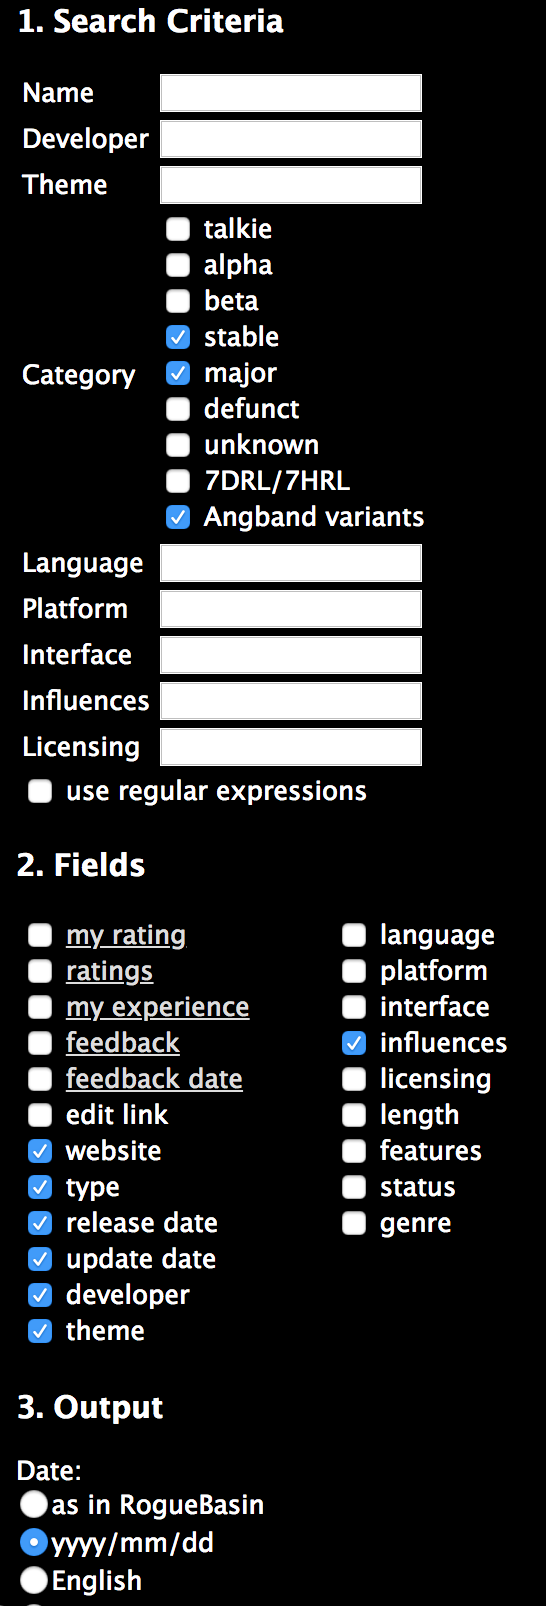 1. Search Criteria
Name
Developer
Theme
talkie
alpha
beta
stable
Category
major
defunct
unknown
7DRL/7HRL
Angband variants
Language
Platform
Interface
Influences
Licensing
use regular expressions
2. Fields
my rating
ratings
my experience
feedback
feedback date
edit link
website
type
release date
update date
developer
theme
language
platform
interface
influences
licensing
length
features
status
genre
3. Output
Date:
as in RogueBasin
yyyy/mm/dd
English